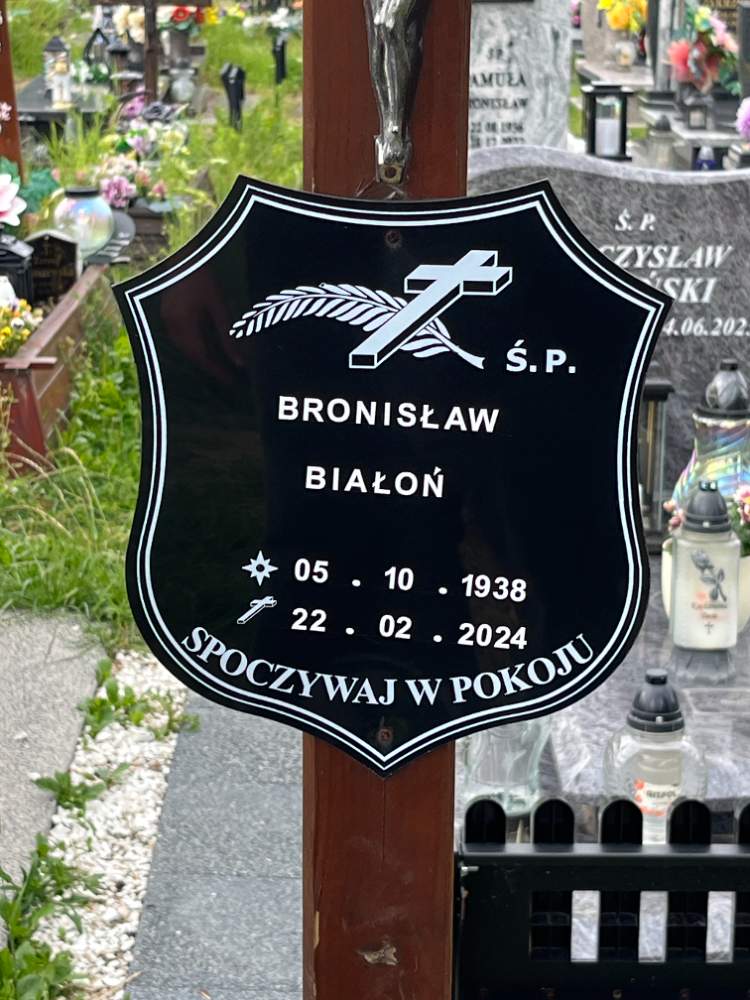 Ś.P.
BRONISŁAW
BIAŁOŃ
05 . 10 . 1938
22 . 02 . 2024
SPOCZYWAJ W POKOJU
Ś. P.